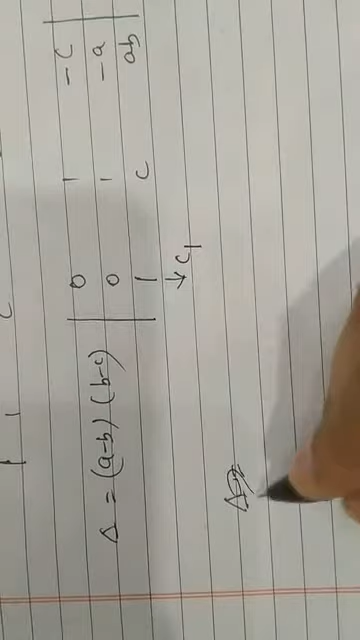 Δ = (a-b) (b-c) | 0 1 -c |
0 1 -a
1 c ab
↓ C1
Δ =